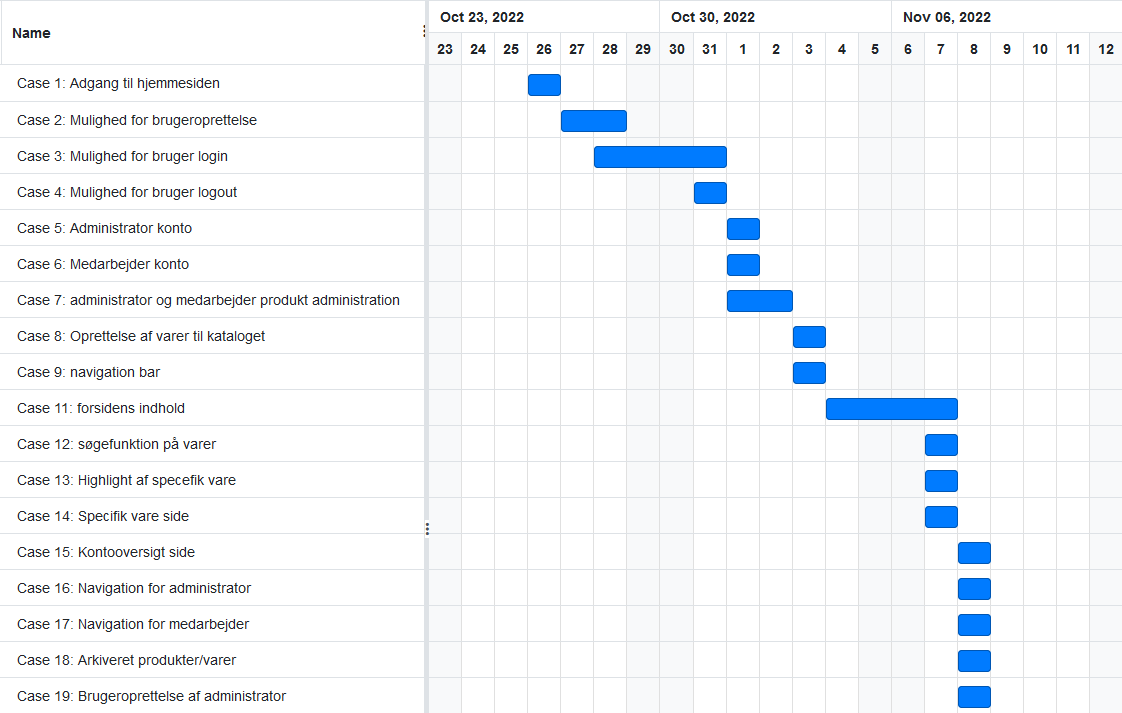 Name
Oct 23, 2022 Oct 30, 2022 Nov 06, 2022
23 24 25 26 27 28 29 30 31 1 2 3 4 5 6 7 8 9 10 11 12
Case 1: Adgang til hjemmesiden
Case 2: Mulighed for brugeroprettelse
Case 3: Mulighed for bruger login
Case 4: Mulighed for bruger logout
Case 5: Administrator konto
Case 6: Medarbejder konto
Case 7: administrator og medarbejder produkt administration
Case 8: Oprettelse af varer til kataloget
Case 9: navigation bar
Case 11: forsidens indhold
Case 12: søgefunktion på varer
Case 13: Highlight af specefik vare
Case 14: Specifik vare side
Case 15: Kontooversigt side
Case 16: Navigation for administrator
Case 17: Navigation for medarbejder
Case 18: Arkiveret produkter/varer
Case 19: Brugeroprettelse af administrator